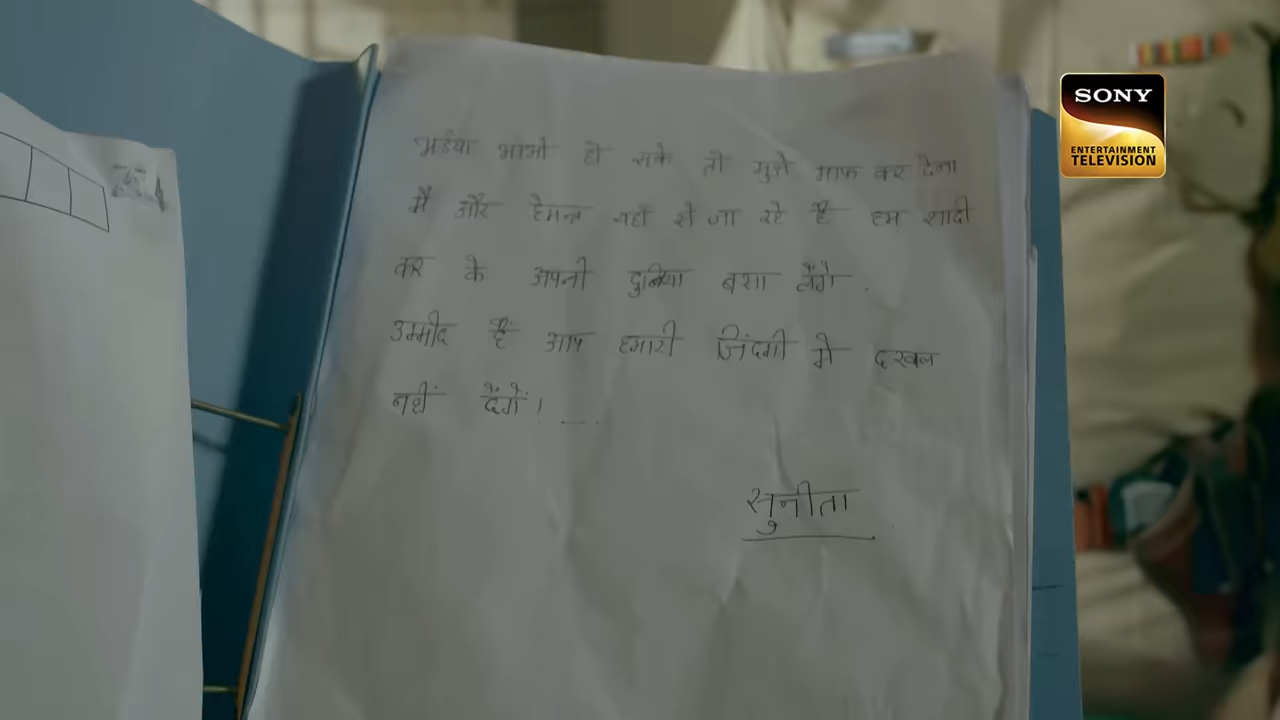 भईया भाभी हो सके तो मुजे माफ कर देना
मैं और हेमन्त यहाँ से जा रहे हैं हम शादी
कर के अपनी दुनिया बसा लेंगे .
उम्मीद हैं आप हमारी जिंदगी मे दखल
नहीं देंगें ! ....
सुनीता
SONY
ENTERTAINMENT
TELEVISION